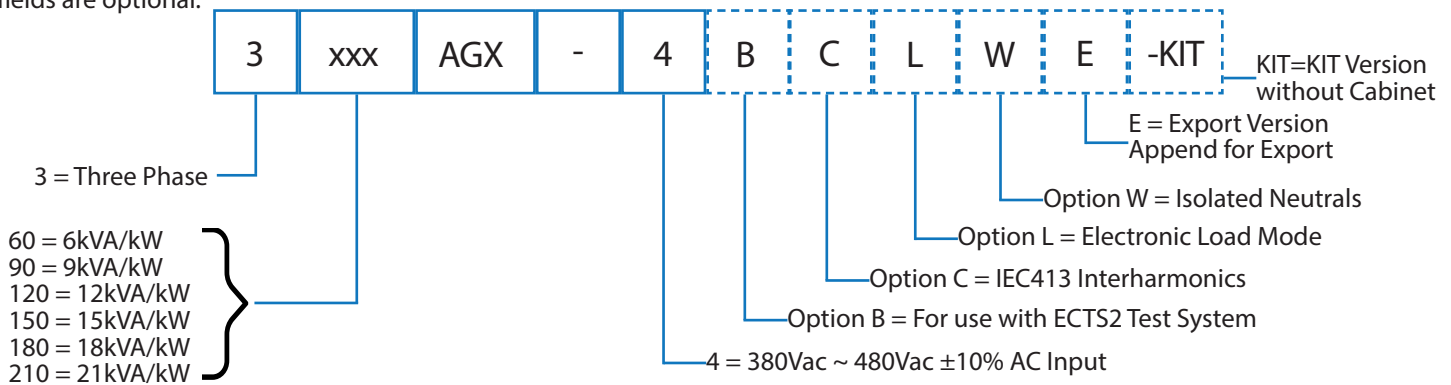 fields are optional.
3 xxx AGX - 4 B C L W E -KIT
KIT=KIT Version
without Cabinet
E = Export Version
Append for Export
3 = Three Phase
Option W = Isolated Neutrals
60 = 6kVA/kW
Option L = Electronic Load Mode
90 = 9kVA/kW
120 = 12kVA/kW
Option C = IEC413 Interharmonics
150 = 15kVA/kW
Option B = For use with ECTS2 Test System
180 = 18kVA/kW
4 = 380Vac ~ 480Vac ±10% AC Input
210 = 21kVA/kW